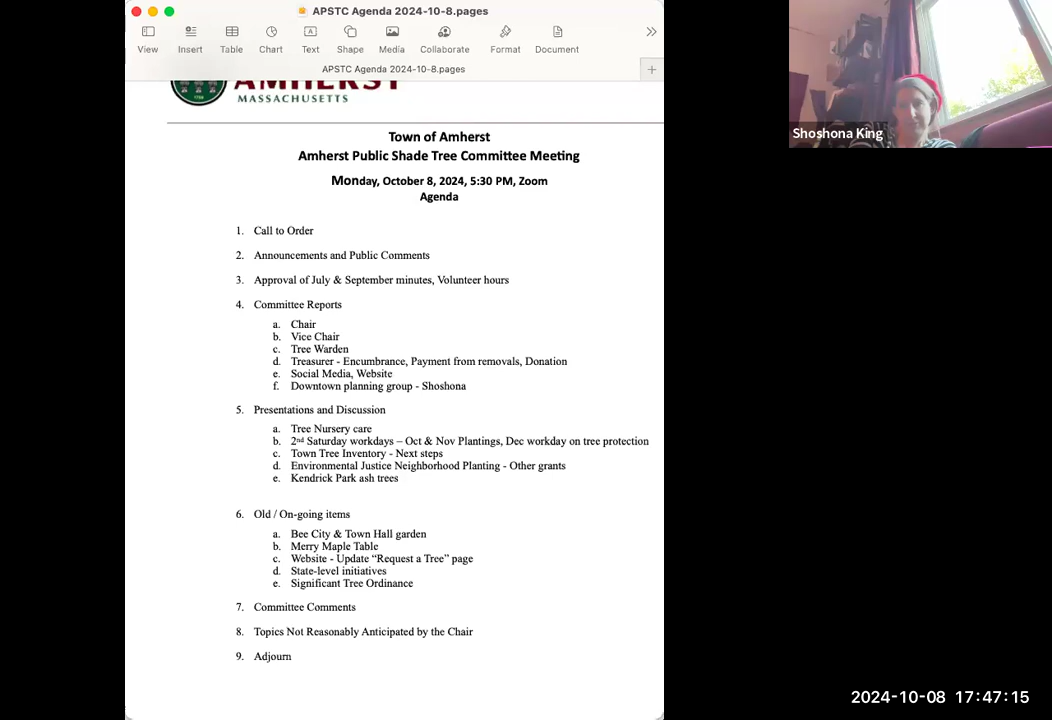 APSTC Agenda 2024-10-8.pages
View Insert Table Chart Text Shape Media Collaborate Format Document
APSTC Agenda 2024-10-8.pages
AMHERST
MASSACHUSETTS
Town of Amherst
Amherst Public Shade Tree Committee Meeting
Monday, October 8, 2024, 5:30 PM, Zoom
Agenda
1. Call to Order
2. Announcements and Public Comments
3. Approval of July & September minutes, Volunteer hours
4. Committee Reports
a. Chair
b. Vice Chair
c. Tree Warden
d. Treasurer - Encumbrance, Payment from removals, Donation
e. Social Media, Website
f. Downtown planning group - Shoshona
5. Presentations and Discussion
a. Tree Nursery care
b. 2nd Saturday workdays – Oct & Nov Plantings, Dec workday on tree protection
c. Town Tree Inventory - Next steps
d. Environmental Justice Neighborhood Planting - Other grants
e. Kendrick Park ash trees
6. Old / On-going items
a. Bee City & Town Hall garden
b. Merry Maple Table
c. Website - Update “Request a Tree” page
d. State-level initiatives
e. Significant Tree Ordinance
7. Committee Comments
8. Topics Not Reasonably Anticipated by the Chair
9. Adjourn
Shoshona King
2024-10-08 17:47:15